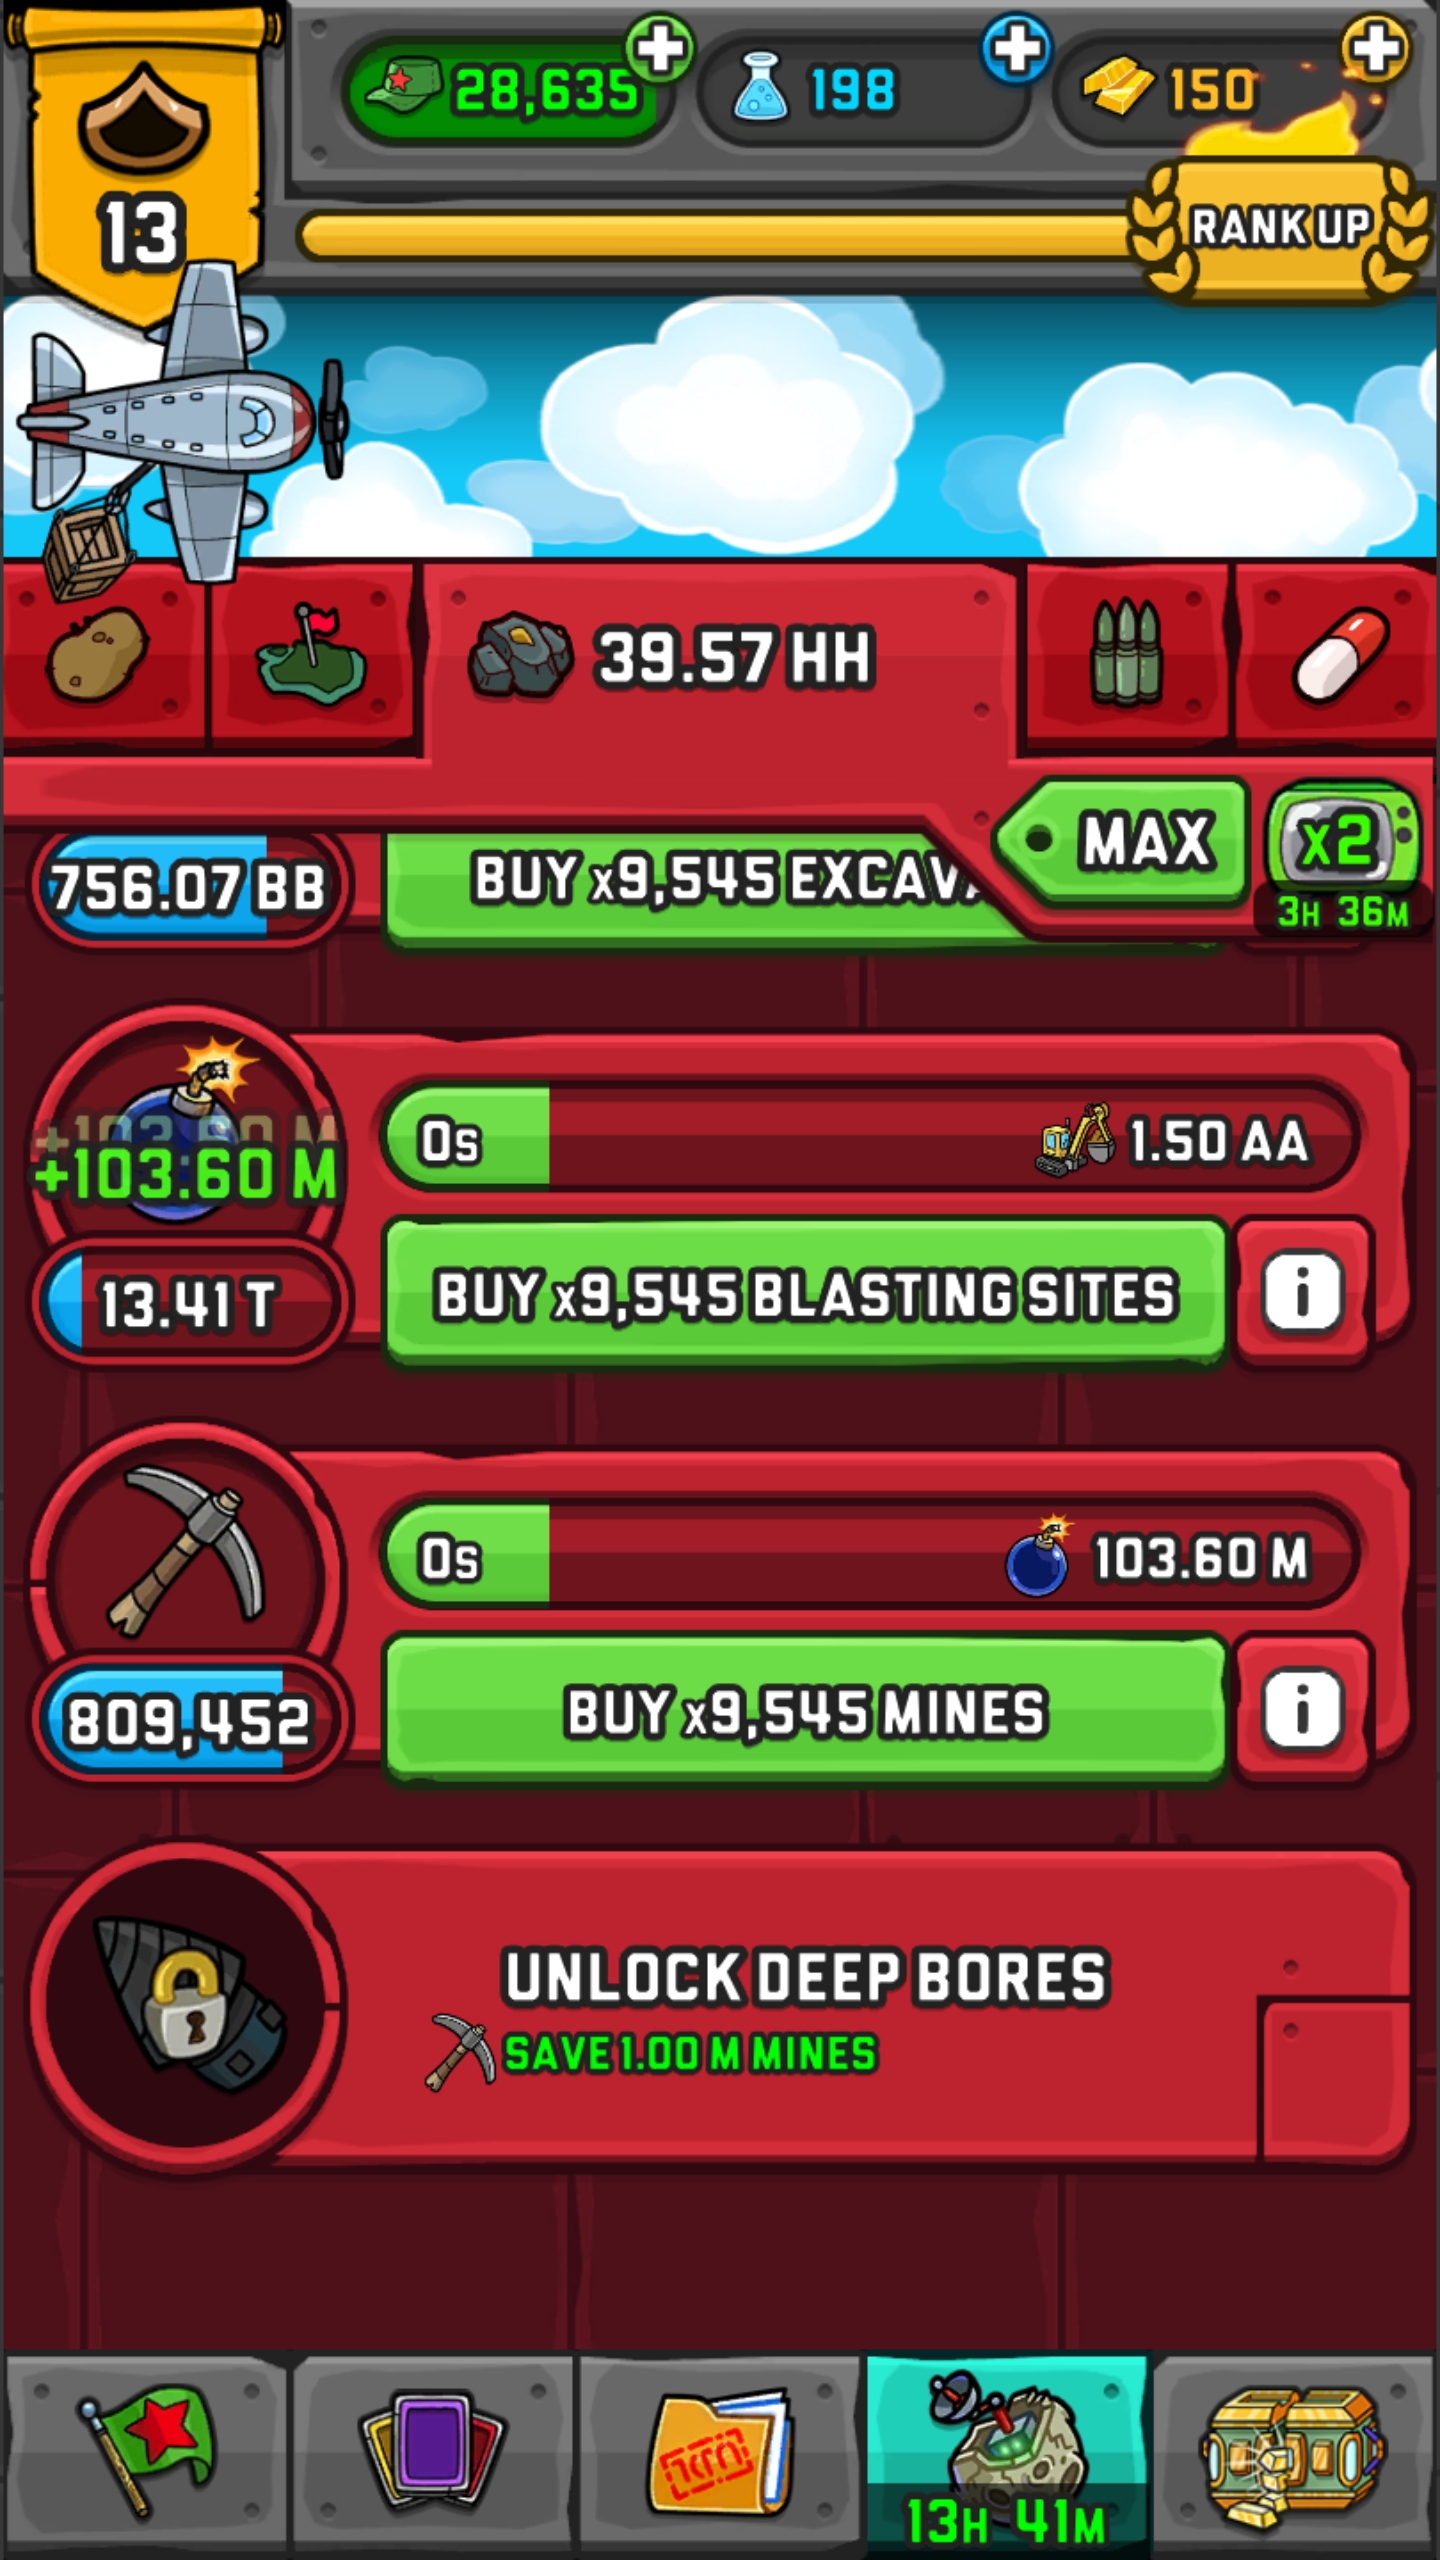 28,635
198
150
13
RANK UP
39.57 HH
MAX
x2
3H 36M
756.07 BB
BUY x9,545
+103.60 M
+103.60 M
0s
1.50 AA
13.41 T
BUY x9,545 BLASTING SITES
i
0s
103.60 M
809,452
BUY x9,545 MINES
i
UNLOCK DEEP BORES
SAVE 1.00 M MINES
13H 41M